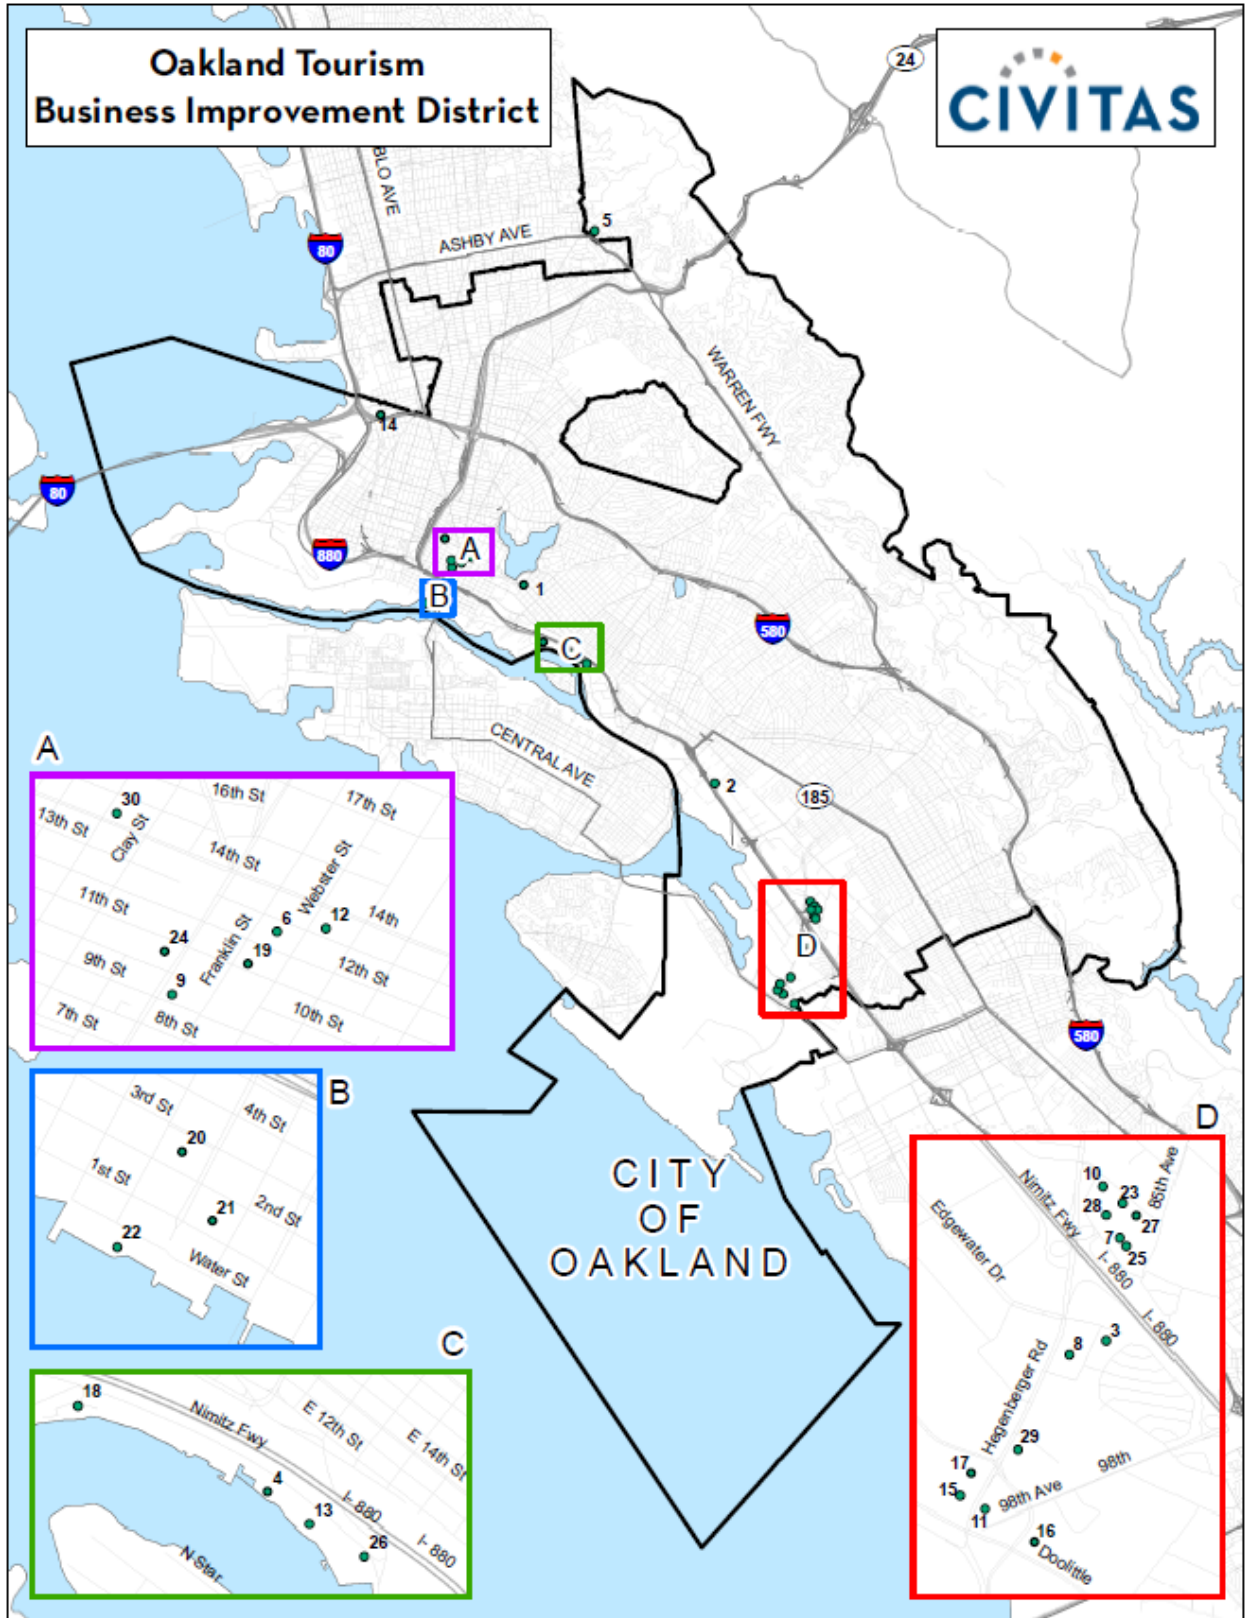 Oakland Tourism
Business Improvement District
CIVITAS
24
BLO AVE
5
ASHBY AVE
80
WARREN FWY
14
80
880
A
B
1
C
580
CENTRAL AVE
2
185
D
580
CITY
OF
OAKLAND
A
30
16th St
17th St
13th St
Clay St
14th St
Webster St
11th St
6
12
14th
24
Franklin St
19
9th St
9
12th St
7th St
8th St
10th St
B
3rd St
4th St
20
1st St
21
2nd St
22
Water St
C
18
Nimitz Fwy
E 12th St
E 14th St
4
I- 880
13
26
I- 880
N Star
D
10
23
85th Ave
Nimitz Fwy
28
27
7
25
Edgewater Dr
I- 880
I- 880
3
8
Hegenberger Rd
29
17
98th
15
98th Ave
11
16
Doolittle